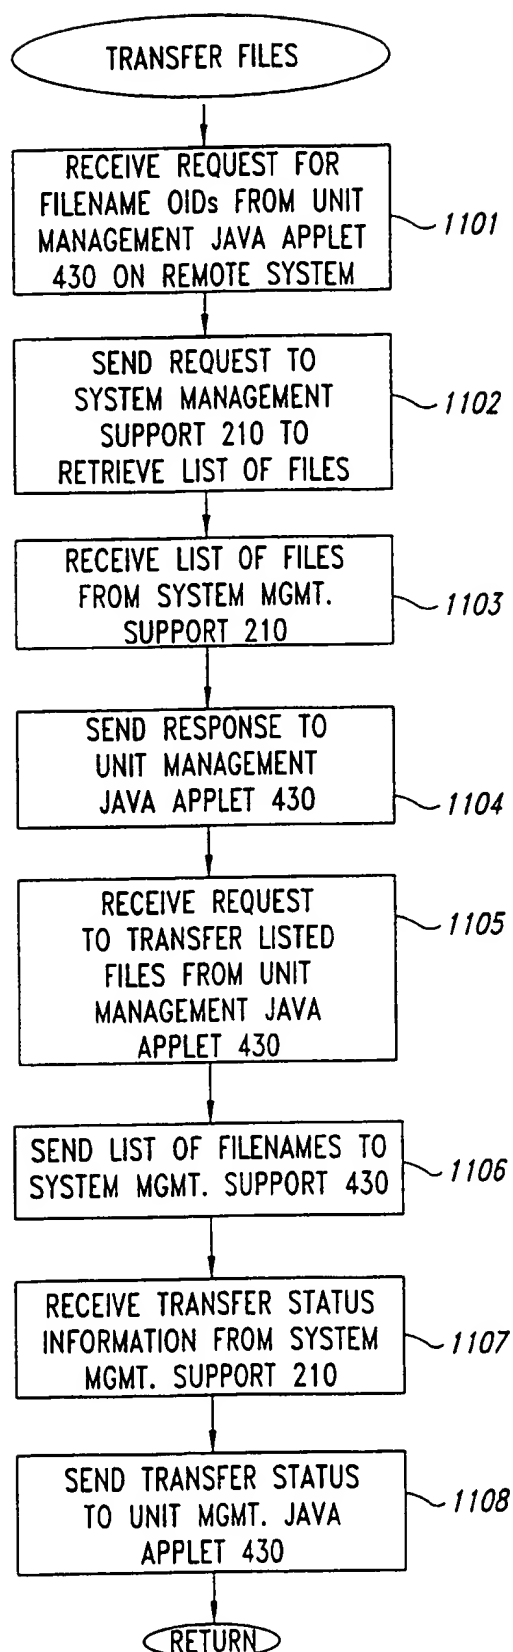 TRANSFER FILES
RECEIVE REQUEST FOR
FILENAME OIDs FROM UNIT
MANAGEMENT JAVA APPLET
430 ON REMOTE SYSTEM
1101
SEND REQUEST TO
SYSTEM MANAGEMENT
SUPPORT 210 TO
RETRIEVE LIST OF FILES
1102
RECEIVE LIST OF FILES
FROM SYSTEM MGMT.
SUPPORT 210
1103
SEND RESPONSE TO
UNIT MANAGEMENT
JAVA APPLET 430
1104
RECEIVE REQUEST
TO TRANSFER LISTED
FILES FROM UNIT
MANAGEMENT JAVA
APPLET 430
1105
SEND LIST OF FILENAMES TO
SYSTEM MGMT. SUPPORT 430
1106
RECEIVE TRANSFER STATUS
INFORMATION FROM SYSTEM
MGMT. SUPPORT 210
1107
SEND TRANSFER STATUS
TO UNIT MGMT. JAVA
APPLET 430
1108
RETURN